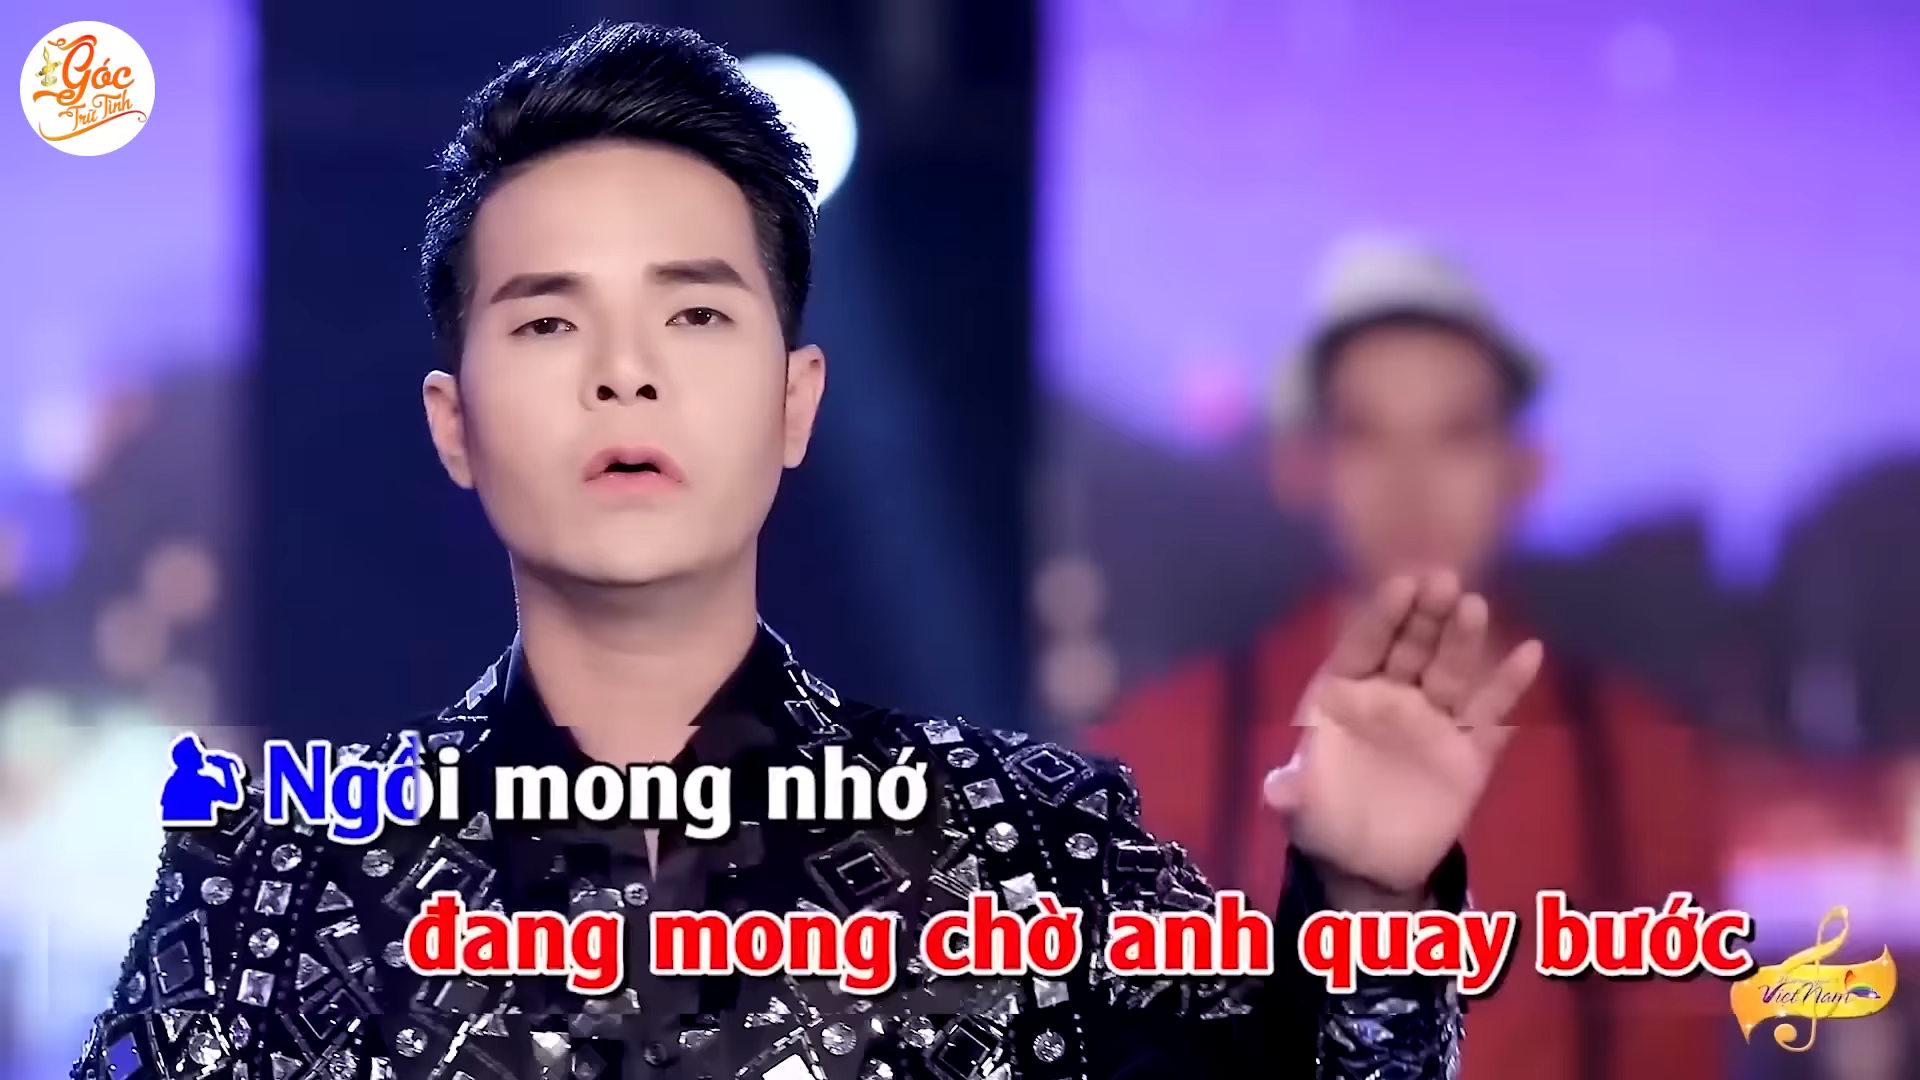 Góc
Trữ Tình
Ngồi mong nhớ
đang mong chờ anh quay bước
Việt Nam